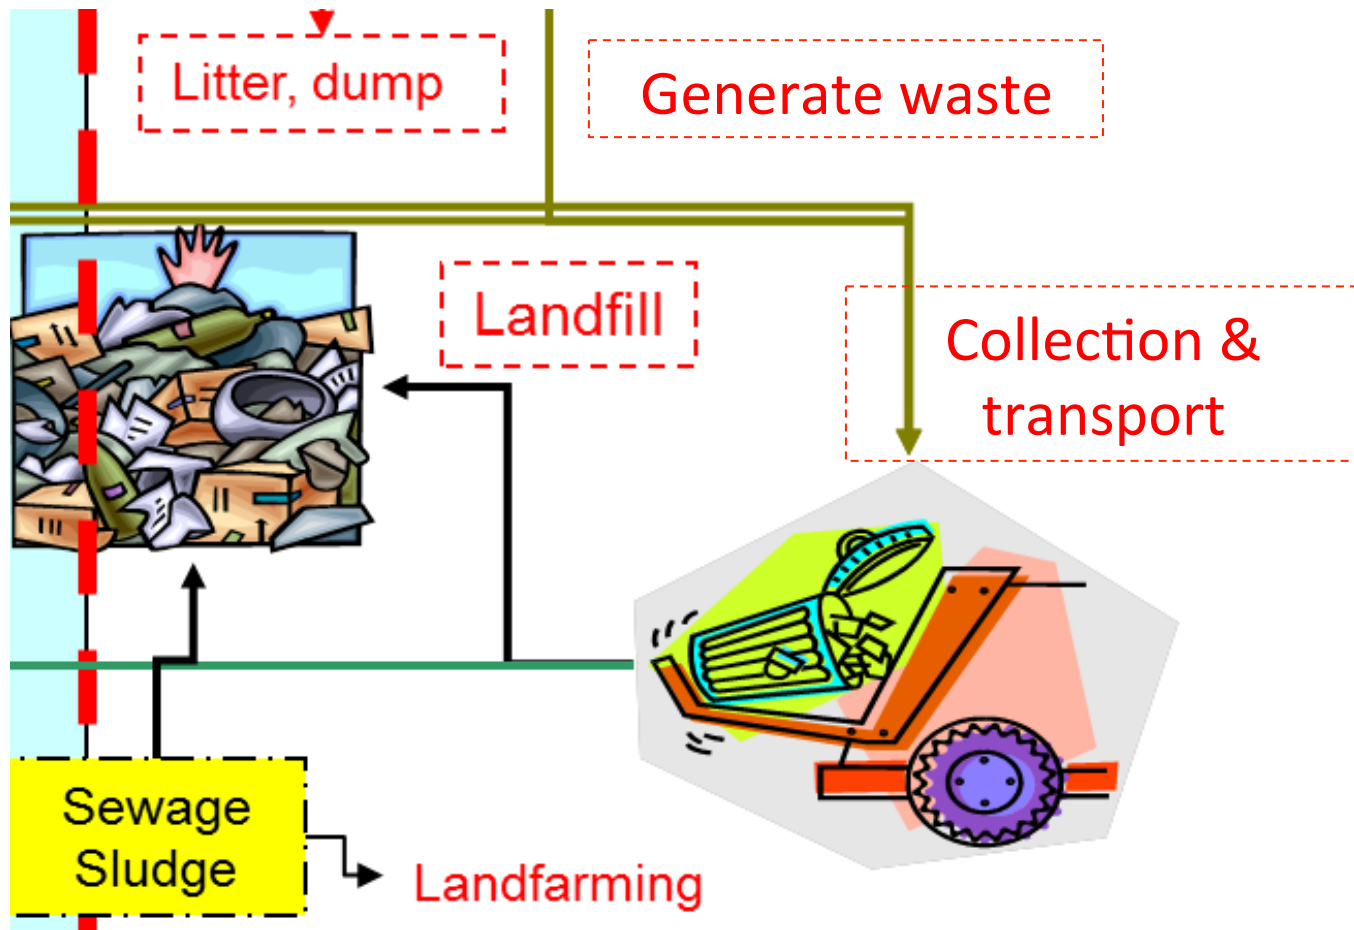 Litter, dump
Generate waste
Landfill
Collection &
transport
Sewage
Sludge
Landfarming